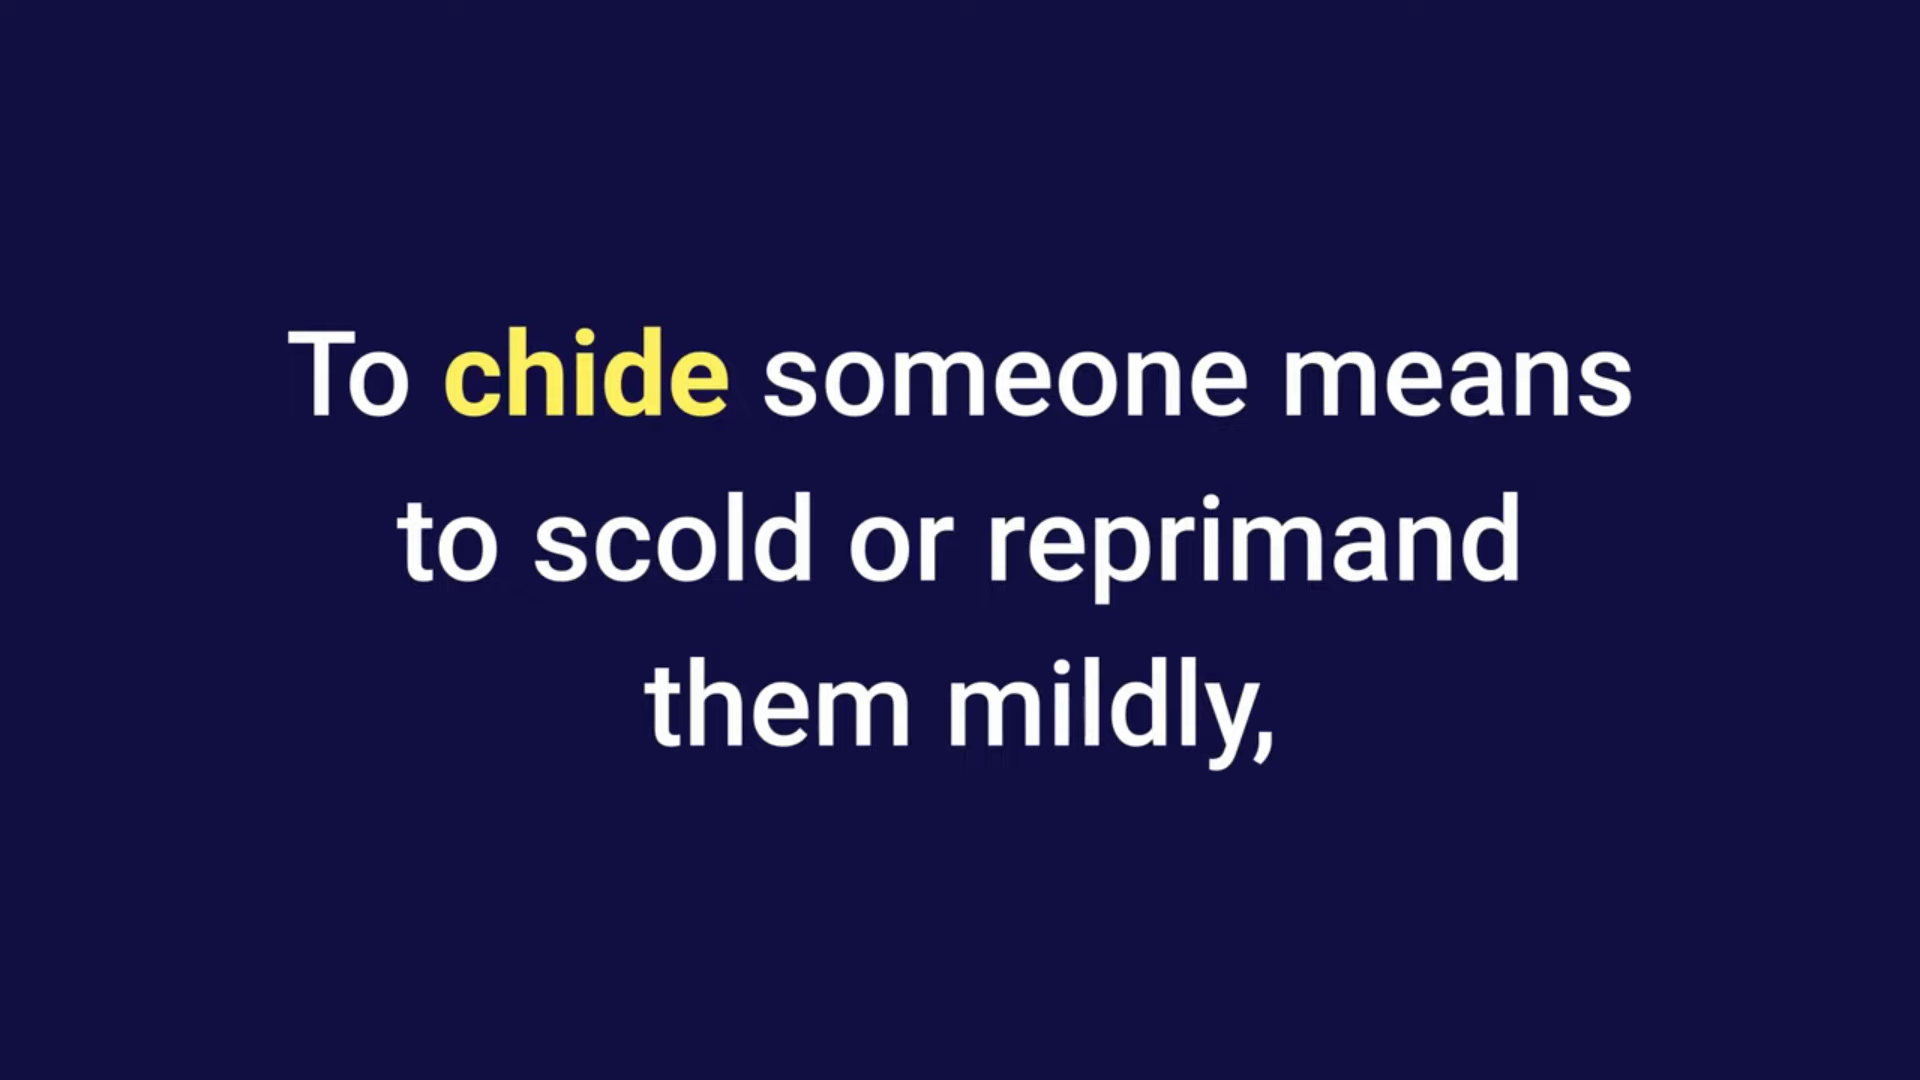 To chide someone means
to scold or reprimand
them mildly,